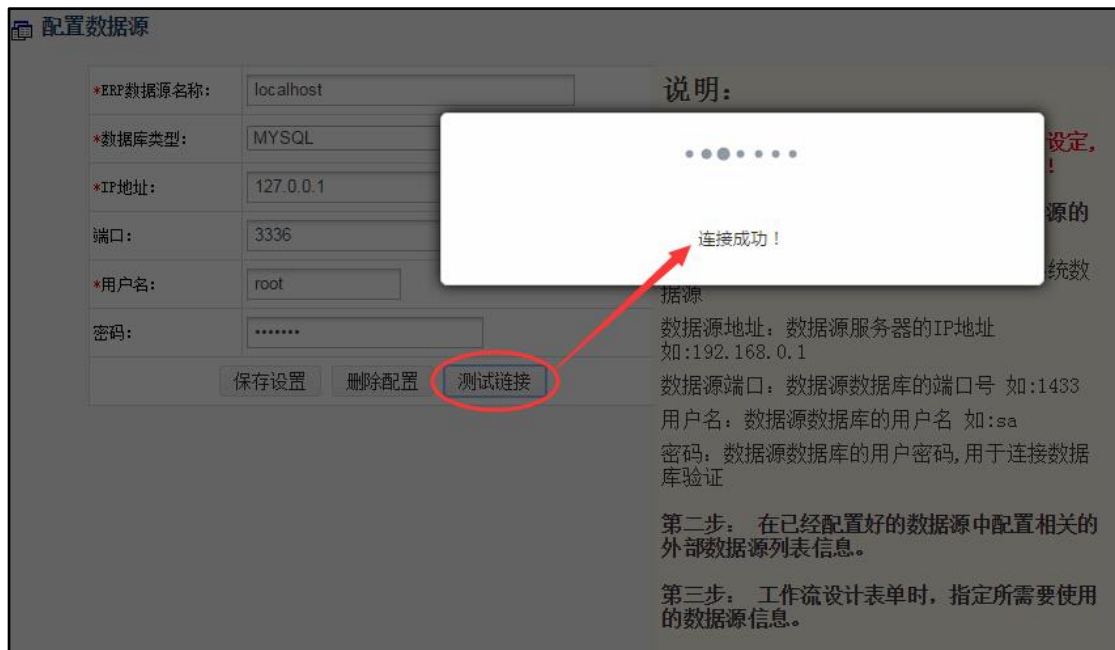 配置数据源
*ERP数据源名称: localhost
*数据库类型: MYSQL
*IP地址: 127.0.0.1
端口: 3336
*用户名: root
密码: •••••••
保存设置 删除配置 测试链接
连接成功！
说明:
设定,
!
源的
统数
据源
数据源地址: 数据源服务器的IP地址
如:192.168.0.1
数据源端口: 数据源数据库的端口号 如:1433
用户名: 数据源数据库的用户名 如:sa
密码: 数据源数据库的用户密码,用于连接数据
库验证
第二步: 在已经配置好的数据源中配置相关的
外部数据源列表信息。
第三步: 工作流设计表单时, 指定所需要使用
的数据源信息。